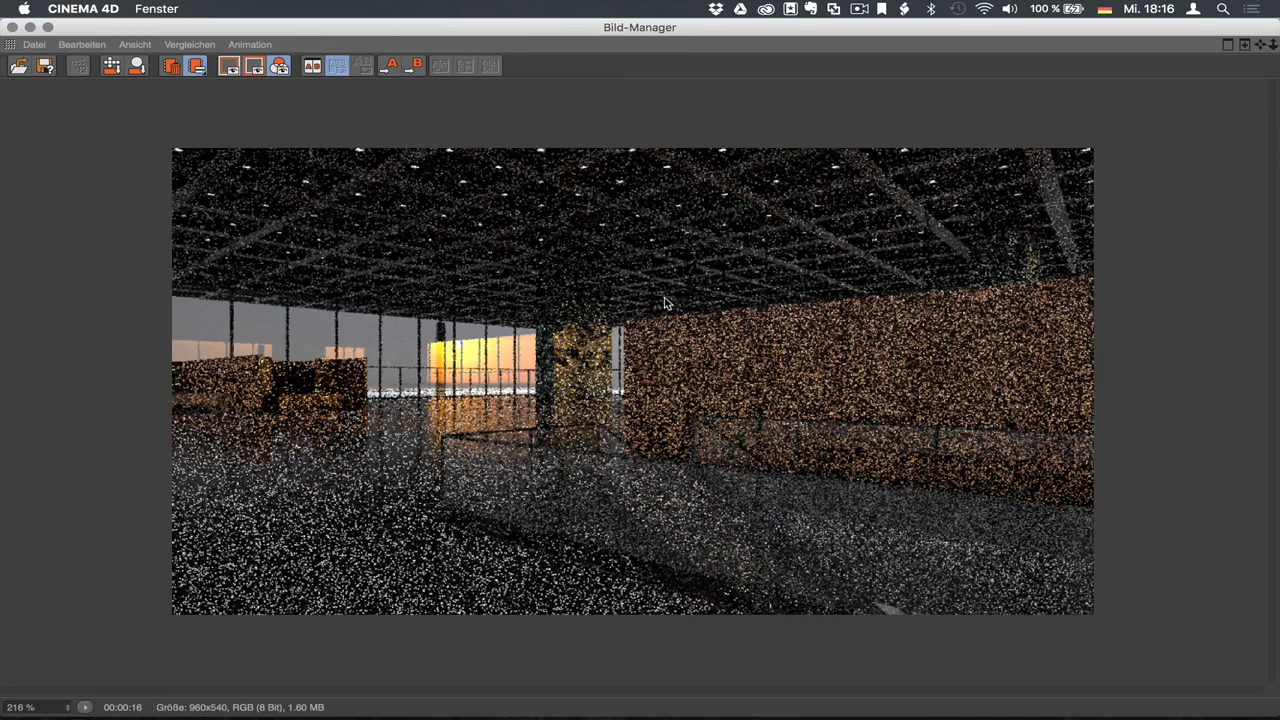 CINEMA 4D Fenster 100 % Mi. 18:16
Bild-Manager
Datei Bearbeiten Ansicht Vergleichen Animation
A B AB A B
216 % 00:00:16 Größe: 960x540, RGB (8 Bit), 1.60 MB